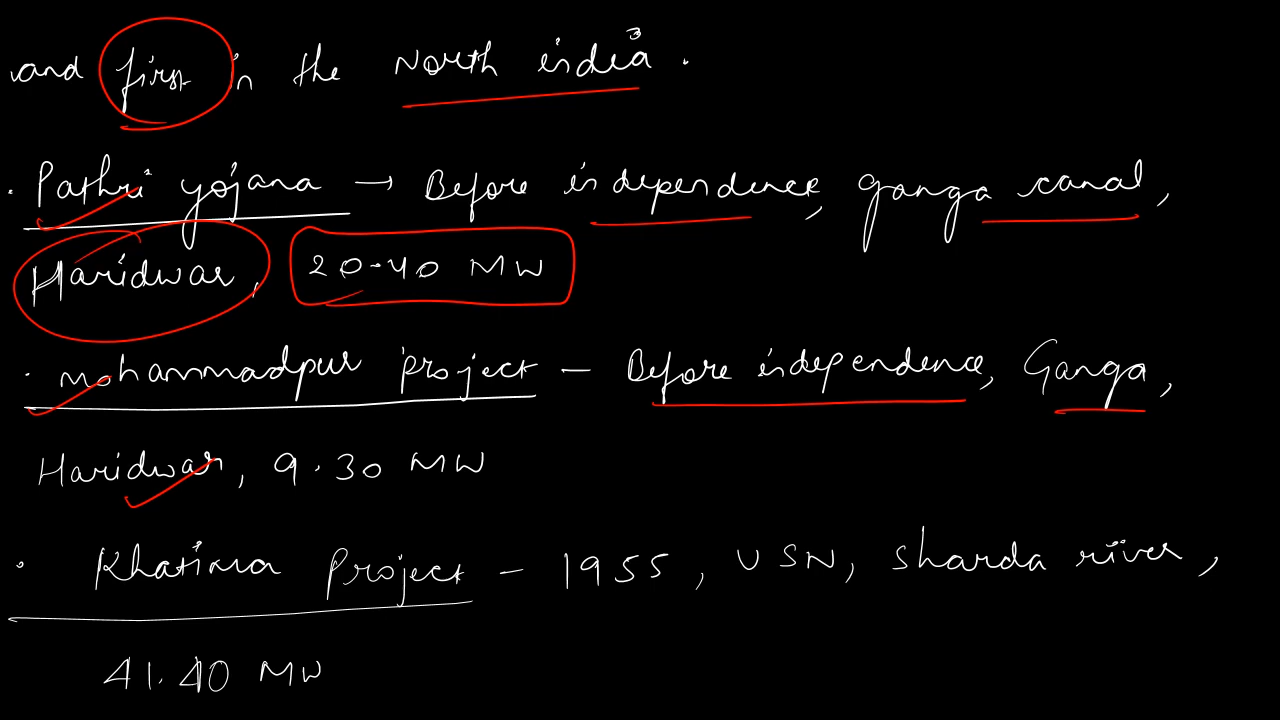 and first in the North india .
. Pathri yojana → Before independence, ganga canal,
Haridwar, 20.40 MW
. Mohammadpur project - Before independence, Ganga,
Haridwar, 9.30 MW
. Khatima Project - 1955, USN, Sharda river,
41.40 MW